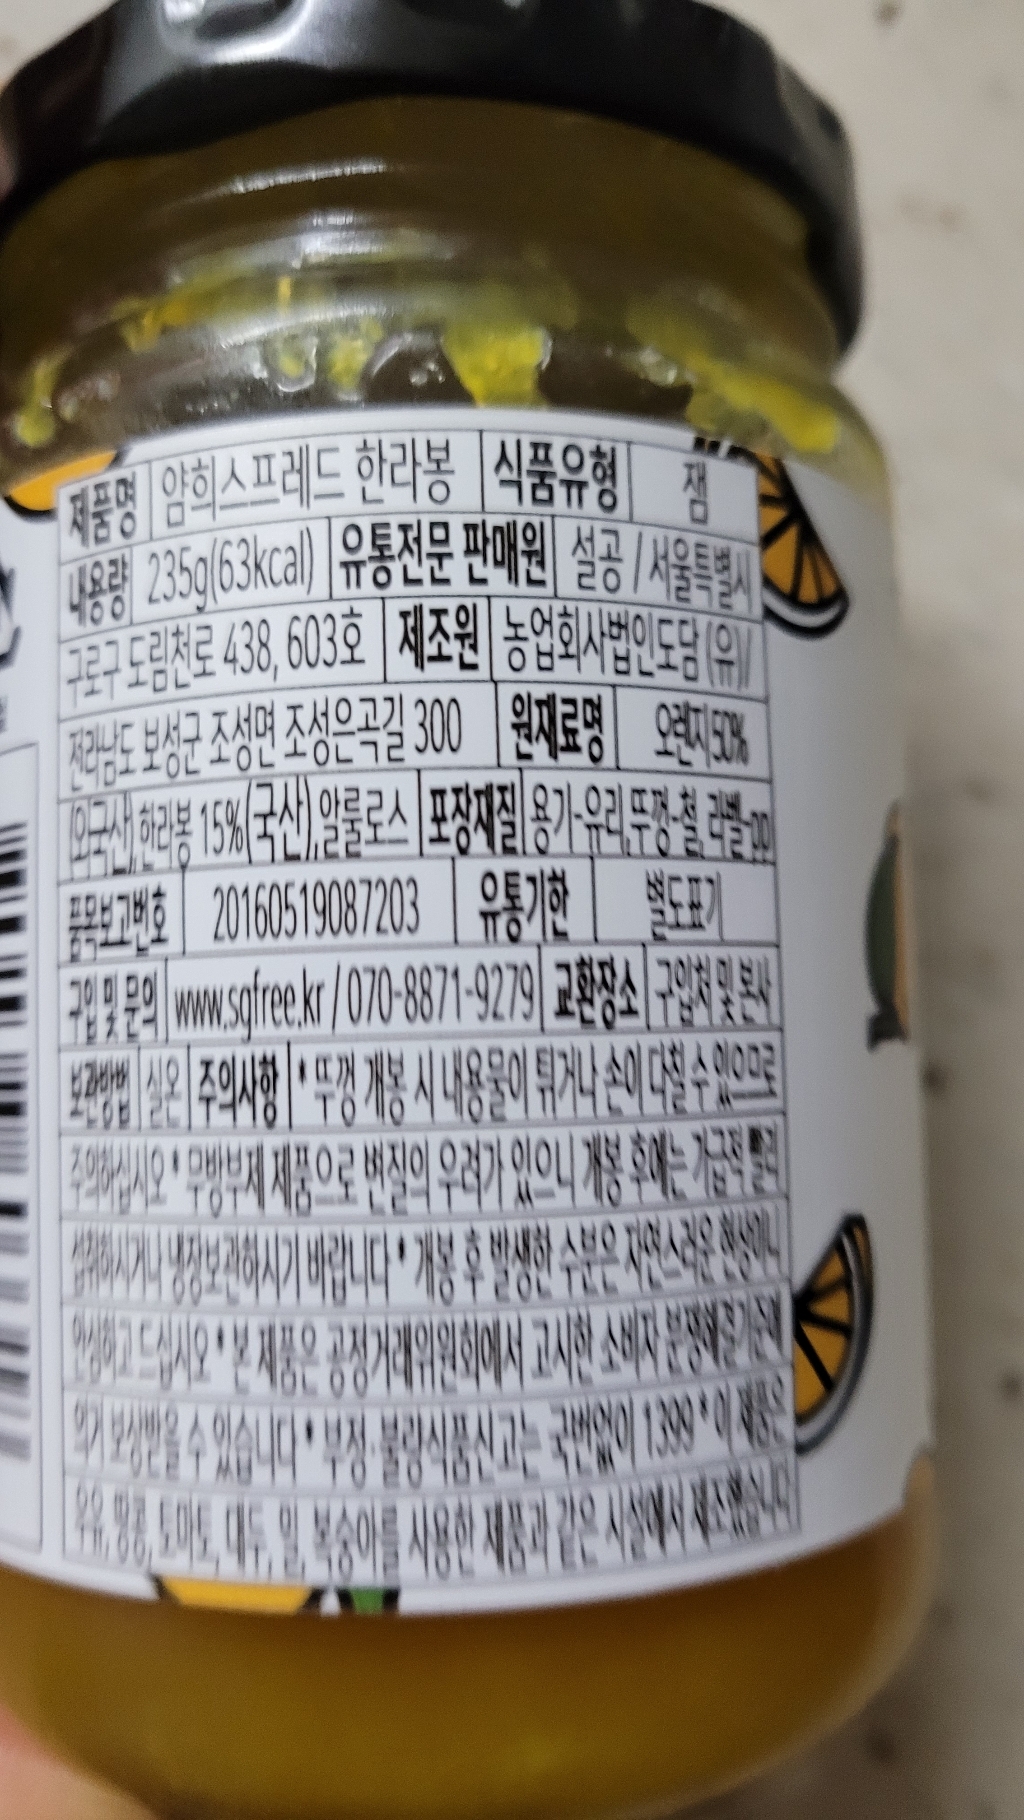 제품명 얌희스프레드 한라봉 식품유형 잼
내용량 235g(63kcal) 유통전문 판매원 설공 / 서울특별시
구로구 도림천로 438, 603호 제조원 농업회사법인도담(유)/
전라남도 보성군 조성면 조성은곡길 300 원재료명 오렌지50%
(외국산),한라봉 15%(국산),알룰로스 포장재질 용기-유리,뚜껑-철, 라벨-pp
품목보고번호 20160519087203 유통기한 별도표기
구입 및 문의 www.sgfree.kr / 070-8871-9279 교환장소 구입처 및 본사
보관방법 실온 주의사항 * 뚜껑 개봉 시 내용물이 튀거나 손이 다칠 수 있으므로
주의하십시오 * 무방부제 제품으로 변질의 우려가 있으니 개봉 후에는 가급적 빨리
섭취하시거나 냉장보관하시기 바랍니다 * 개봉 후 발생한 수분은 자연스러운 현상이니
안심하고 드십시오 * 본 제품은 공정거래위원회에서 고시한 소비자 분쟁해결기준에
의거 보상받을 수 있습니다 * 부정·불량식품신고는 국번없이 1399 * 이 제품은
우유, 땅콩, 토마토, 대두, 밀, 복숭아를 사용한 제품과 같은 시설에서 제조했습니다